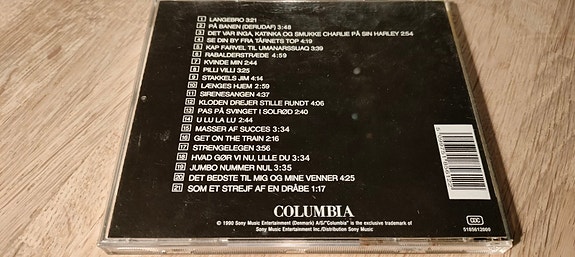 1 LANGEBRO 3:21
2 PÅ BANEN (DERUDAF) 3:48
3 DET VAR INGA, KATINKA OG SMUKKE CHARLIE PÅ SIN HARLEY 2:54
4 SE DIN BY FRA TÅRNETS TOP 4:19
5 KAP FARVEL TIL UMANARSSUAQ 3:39
6 RABALDERSTRÆDE 4:59
7 KVINDE MIN 2:44
8 PILLI VILLI 3:25
9 STAKKELS JIM 4:14
10 LÆNGES HJEM 2:59
11 SIRENESANGEN 4:37
12 KLODEN DREJER STILLE RUNDT 4:06
13 PAS PÅ SVINGET I SOLRØD 2:40
14 U LU LA LU 2:44
15 MASSER AF SUCCES 3:34
16 GET ON THE TRAIN 2:16
17 STRENGELEGEN 3:56
18 HVAD GØR VI NU, LILLE DU 3:34
19 JUMBO NUMMER NUL 3:35
20 DET BEDSTE TIL MIG OG MINE VENNER 4:25
21 SOM ET STREJF AF EN DRÅBE 1:17
COLUMBIA
© 1990 Sony Music Entertainment (Denmark) A/S/"Columbia" is the exclusive trademark of
Sony Music Entertainment Inc./Distribution Sony Music